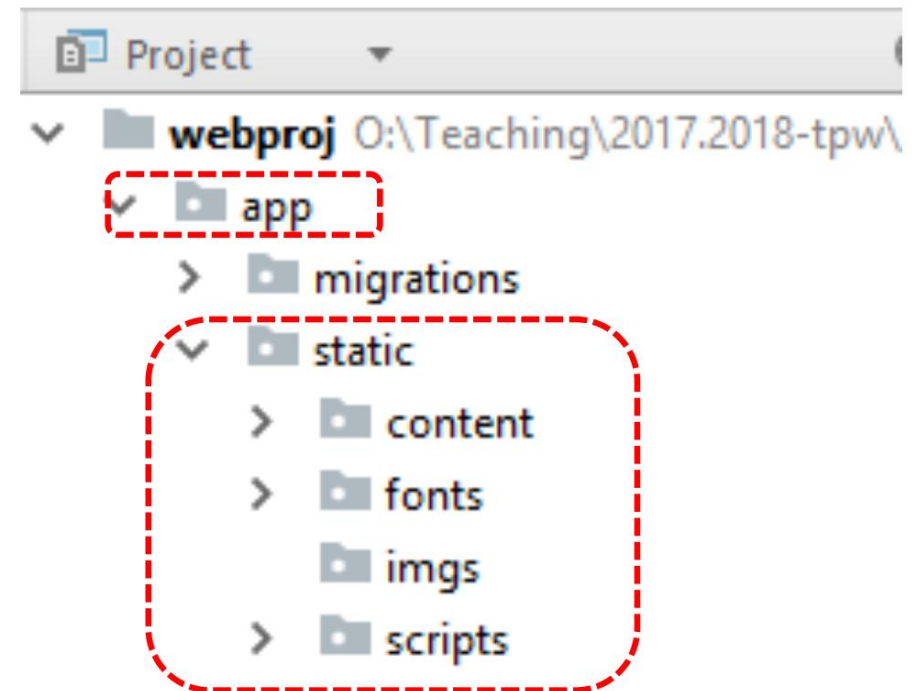 Project
webproj O:\Teaching\2017.2018-tpw\
app
migrations
static
content
fonts
imgs
scripts